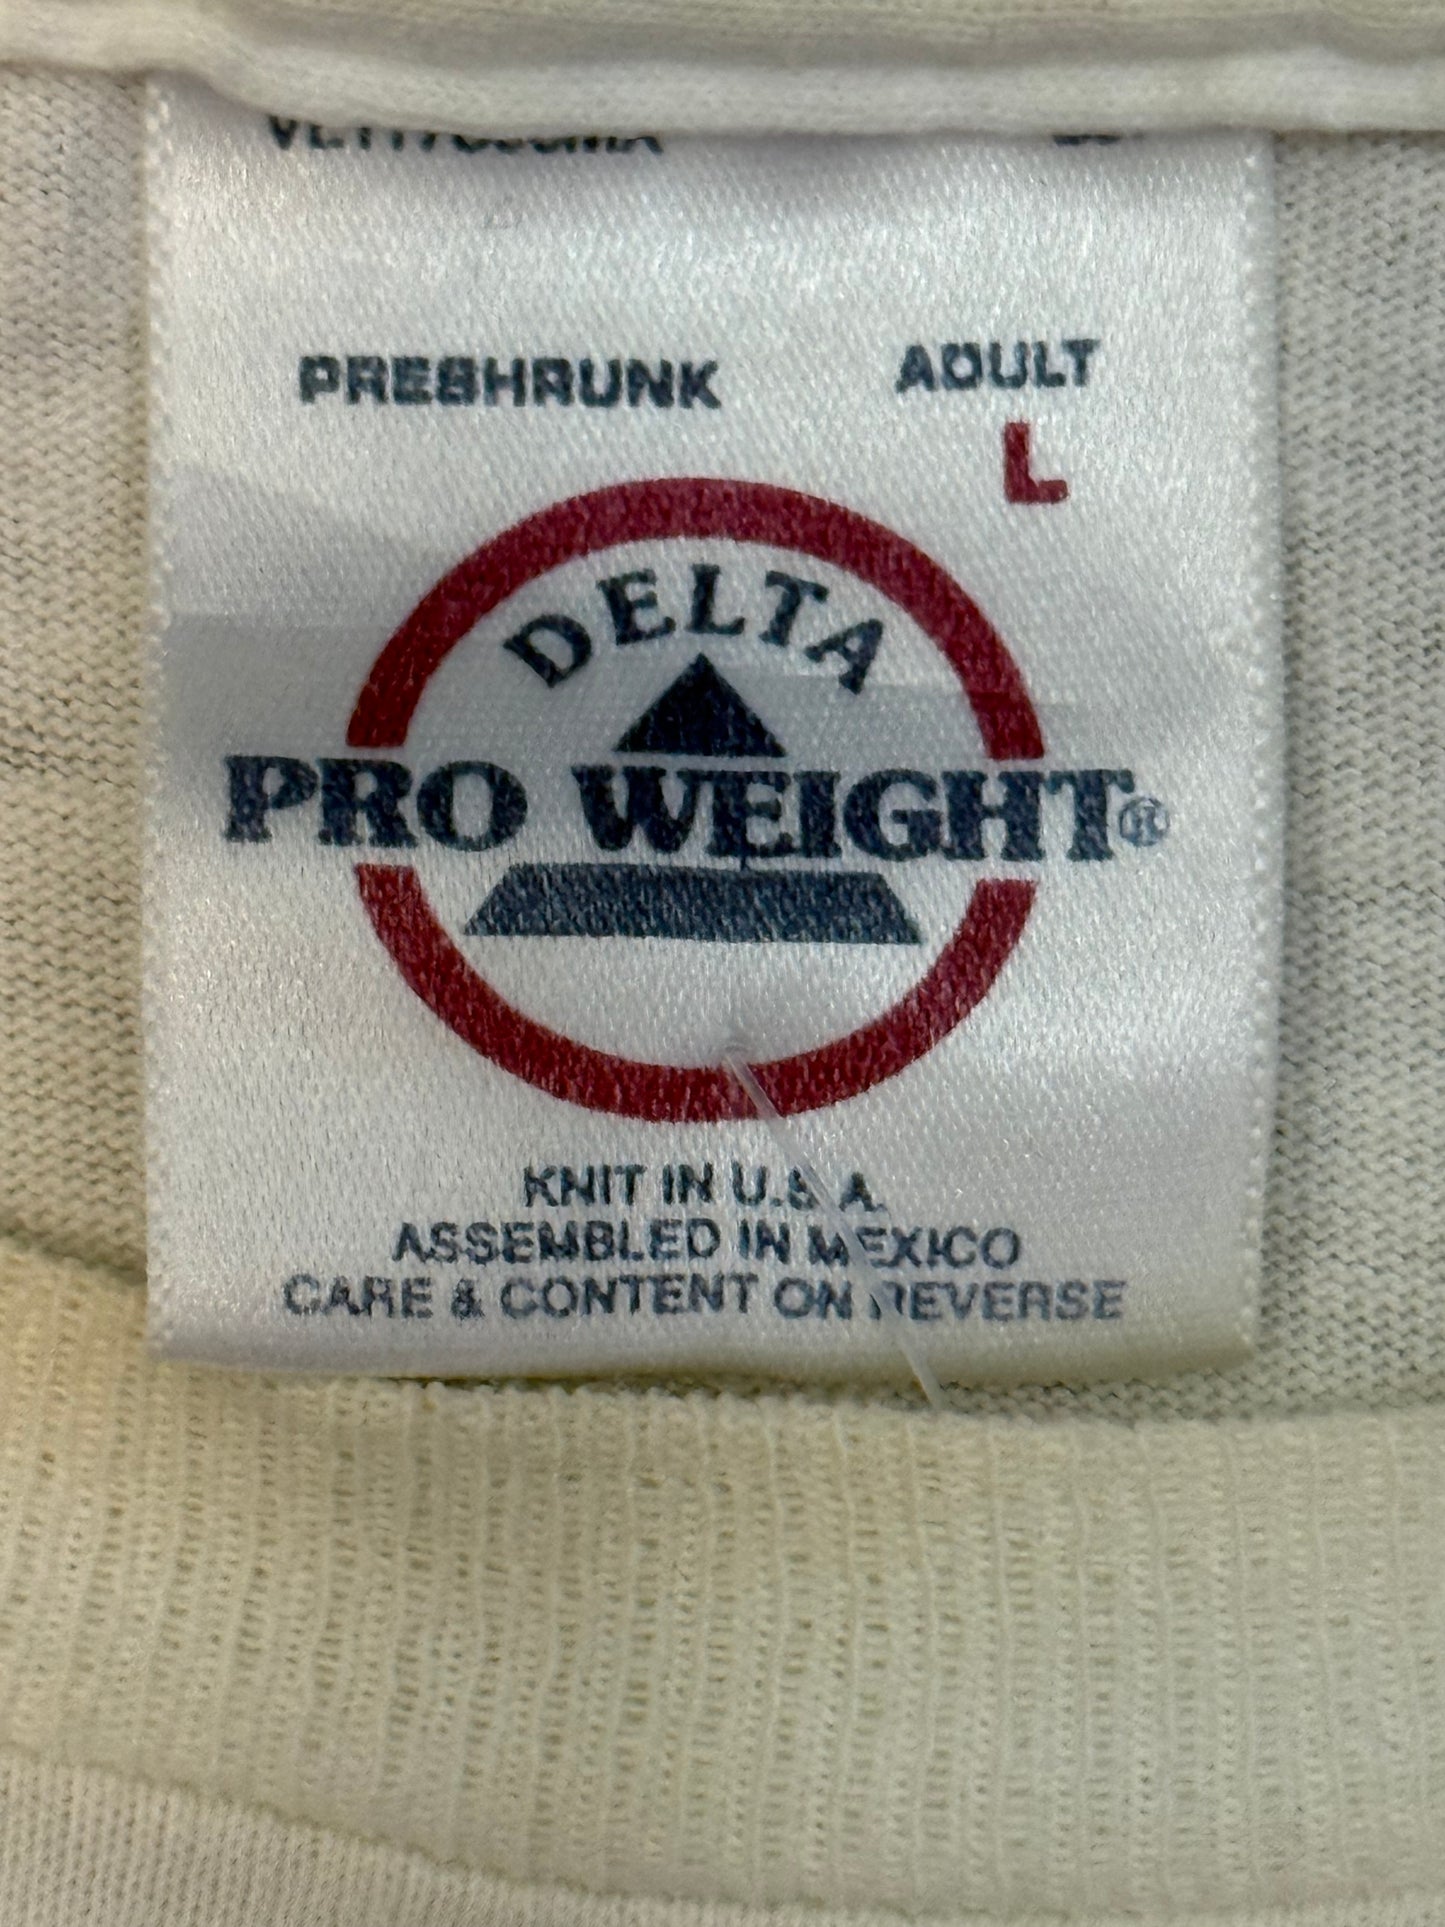 PRESHRUNK ADULT
L
DELTA
PRO WEIGHT®
KNIT IN U.S.A.
ASSEMBLED IN MEXICO
CARE & CONTENT ON REVERSE